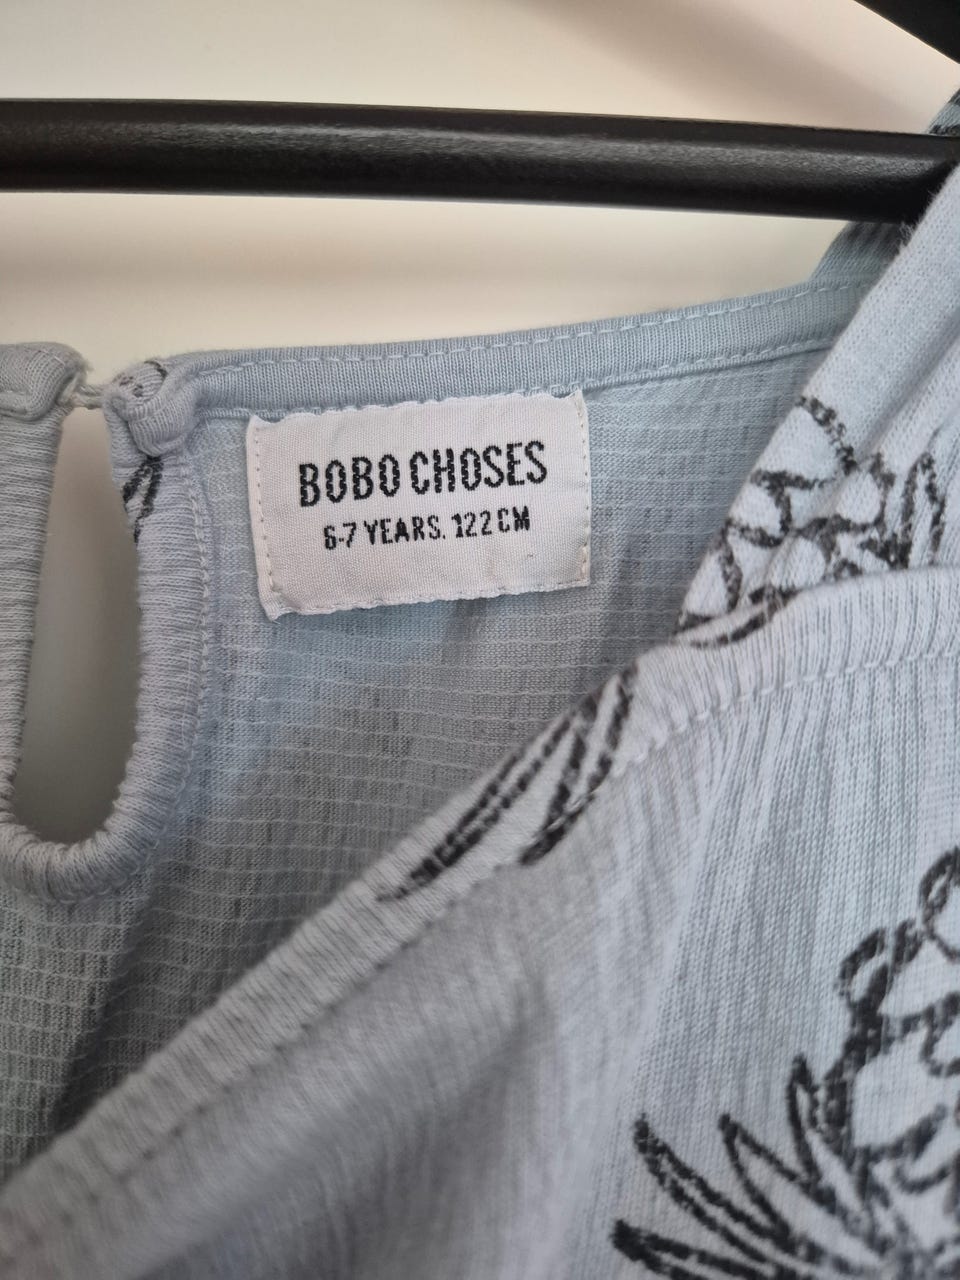 BOBO CHOSES
6-7 YEARS. 122 CM